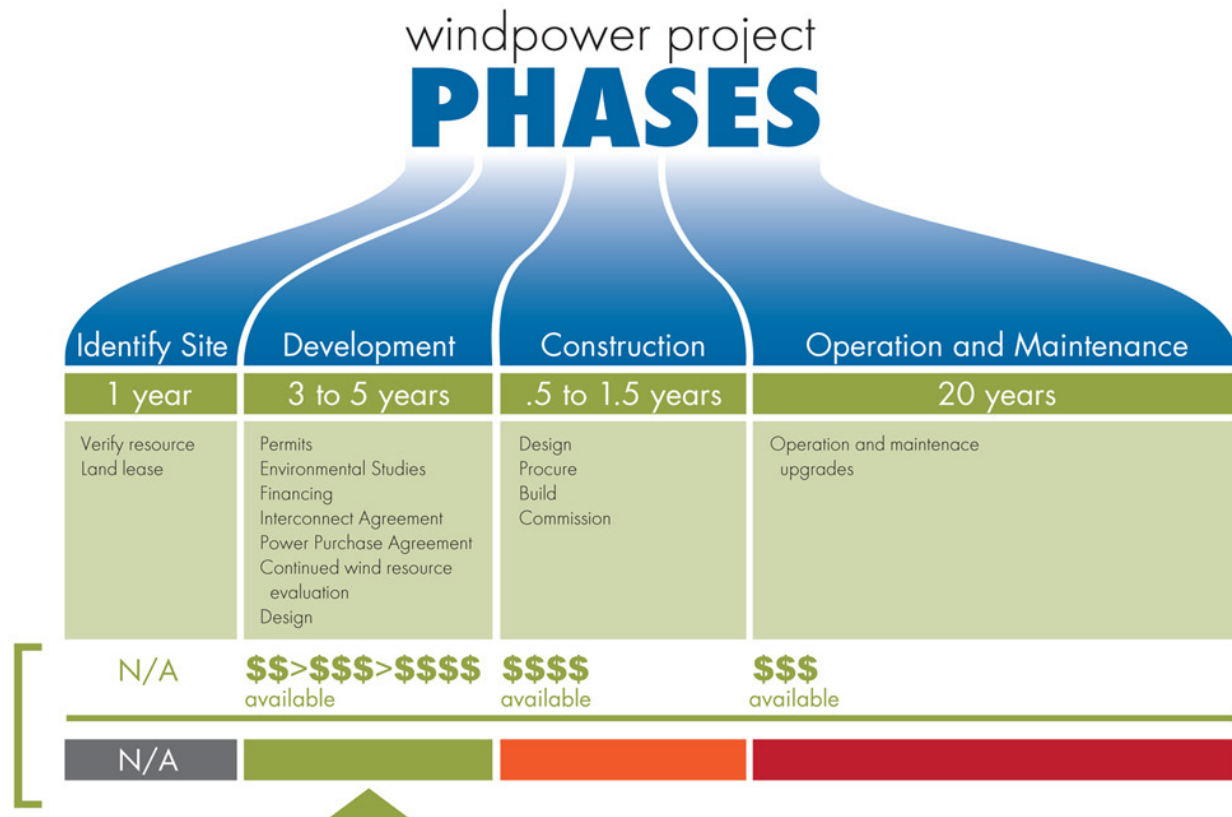 windpower project
PHASES
Identify Site
Development
Construction
Operation and Maintenance
1 year
3 to 5 years
.5 to 1.5 years
20 years
Verify resource
Land lease
Permits
Environmental Studies
Financing
Interconnect Agreement
Power Purchase Agreement
Continued wind resource
evaluation
Design
Design
Procure
Build
Commission
Operation and maintenace
upgrades
N/A
$$>$$$>$$$$
available
$$$$
available
$$$
available
N/A